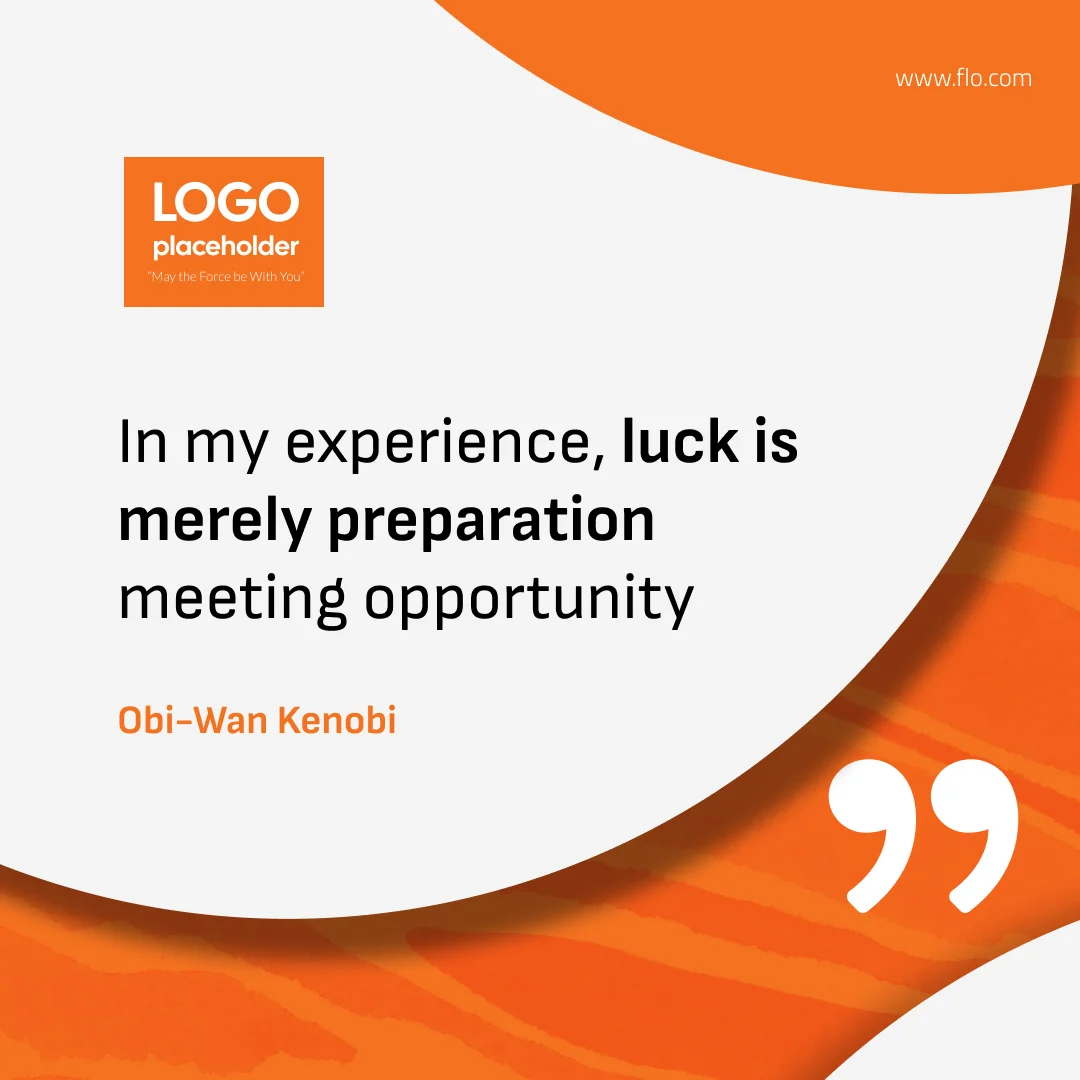 www.flo.com
LOGO
placeholder
"May the Force be With You"
In my experience, luck is
merely preparation
meeting opportunity
Obi-Wan Kenobi
”